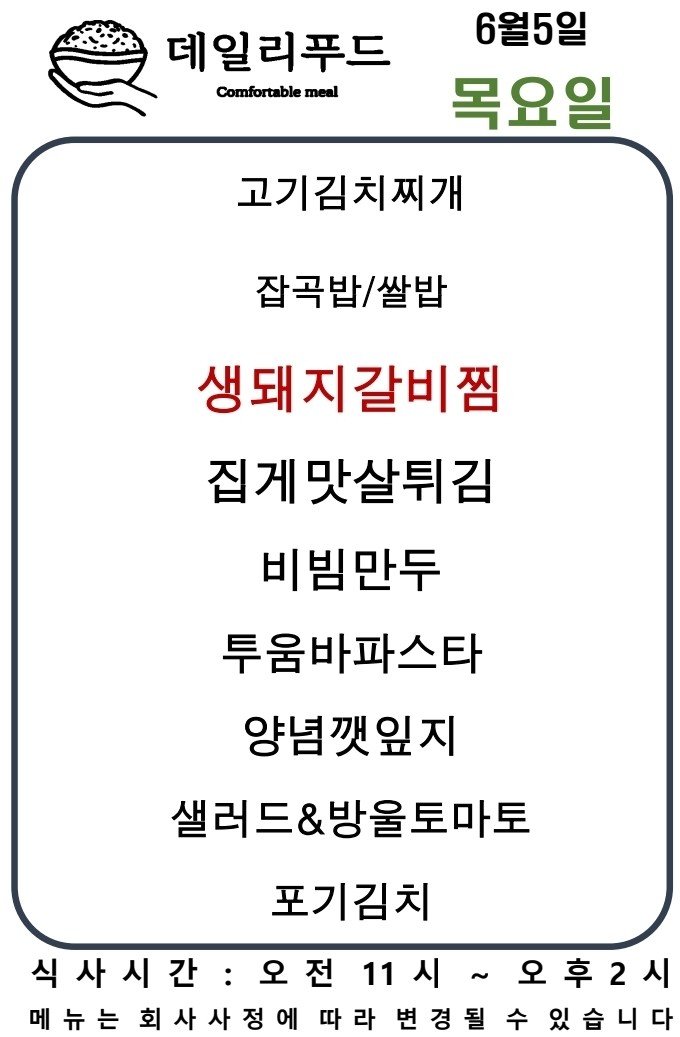 데일리푸드
Comfortable meal
6월5일
목요일
고기김치찌개
잡곡밥/쌀밥
생돼지갈비찜
집게맛살튀김
비빔만두
투움바파스타
양념깻잎지
샐러드&방울토마토
포기김치
식사시간 : 오전 11시 ~ 오후2시
메뉴는 회사사정에 따라 변경될 수 있습니다